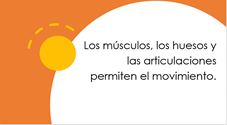 Los músculos, los huesos y
las articulaciones
permiten el movimiento.